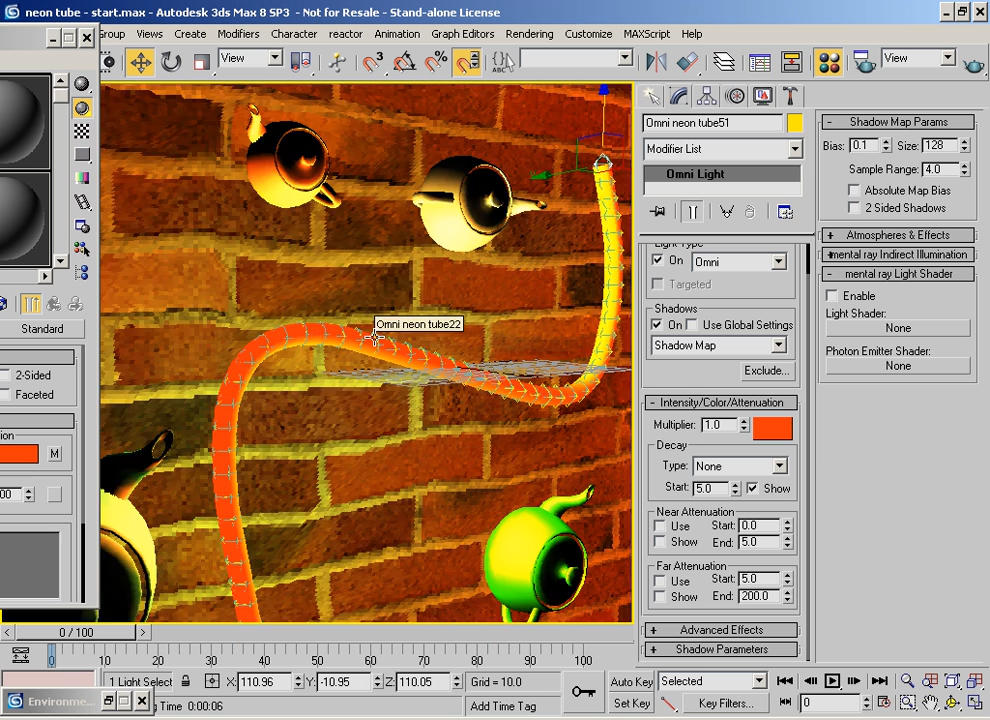 neon tube - start.max - Autodesk 3ds Max 8 SP3 - Not for Resale - Stand-alone License
Group Views Create Modifiers Character reactor Animation Graph Editors Rendering Customize MAXScript Help
View
View
Omni neon tube51
Modifier List
Omni Light
Light Type
On Omni
Targeted
Shadows
On Use Global Settings
Shadow Map
Exclude...
Intensity/Color/Attenuation
Multiplier: 1.0
Decay
Type: None
Start: 5.0 Show
Near Attenuation
Use Start: 0.0
Show End: 5.0
Far Attenuation
Use Start: 5.0
Show End: 200.0
Advanced Effects
Shadow Parameters
Shadow Map Params
Bias: 0.1 Size: 128
Sample Range: 4.0
Absolute Map Bias
2 Sided Shadows
Atmospheres & Effects
mental ray Indirect Illumination
mental ray Light Shader
Enable
Light Shader:
None
Photon Emitter Shader:
None
Omni neon tube22
Standard
2-Sided
Faceted
M
0 / 100
0 10 20 30 40 50 60 70 80 90 100
1 Light Select X: 110.96 Y: -10.95 Z: 110.05 Grid = 10.0 Auto Key Selected
Environme... Time 0:00:06 Add Time Tag Set Key Key Filters... 0